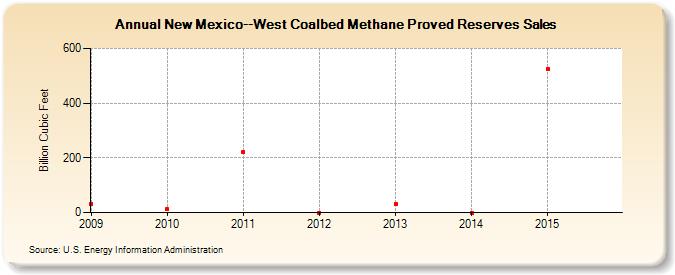 Annual New Mexico--West Coalbed Methane Proved Reserves Sales
Billion Cubic Feet
600
400
200
0
2009 2010 2011 2012 2013 2014 2015
Source: U.S. Energy Information Administration